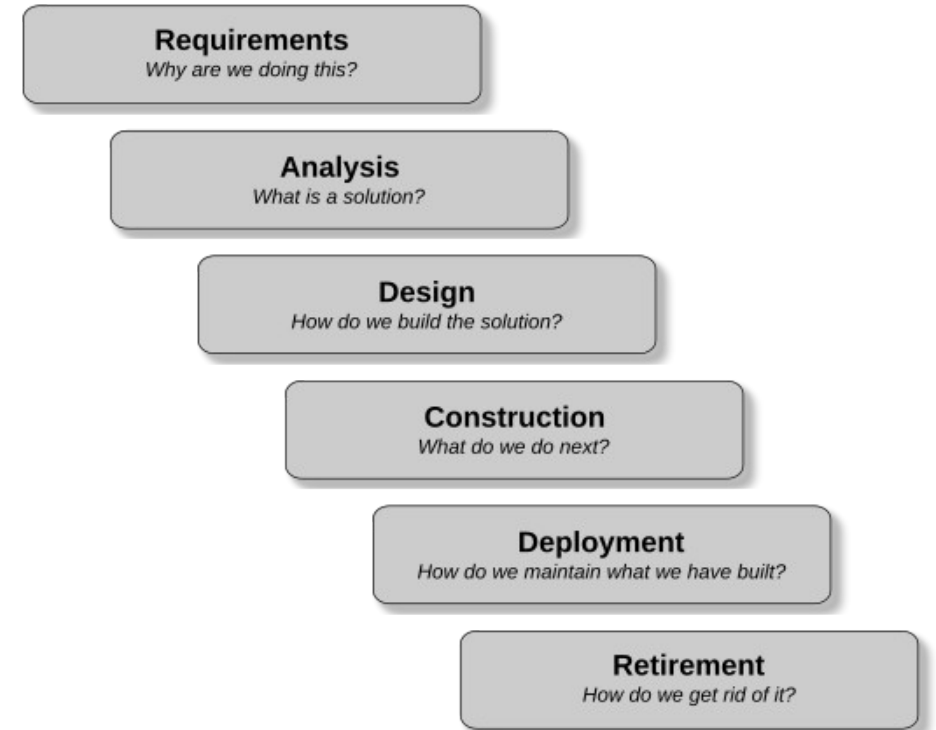 Requirements
Why are we doing this?
Analysis
What is a solution?
Design
How do we build the solution?
Construction
What do we do next?
Deployment
How do we maintain what we have built?
Retirement
How do we get rid of it?